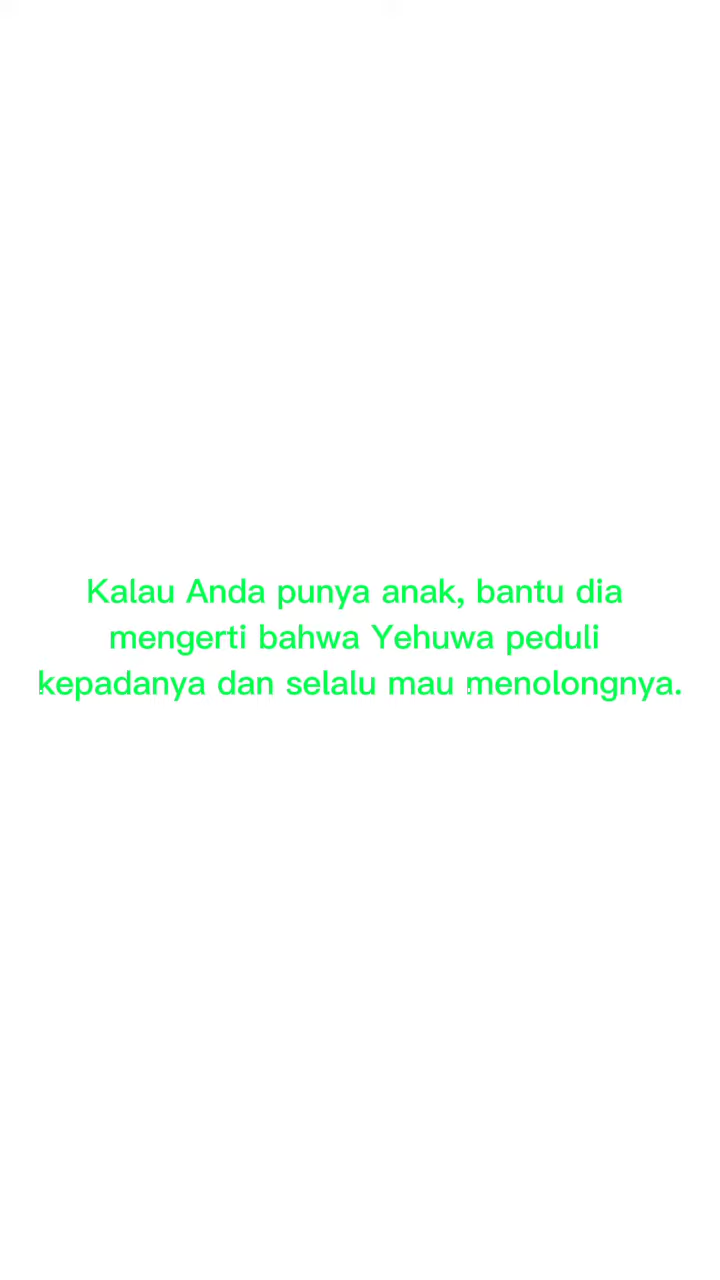 Kalau Anda punya anak, bantu dia
mengerti bahwa Yehuwa peduli
kepadanya dan selalu mau menolongnya.